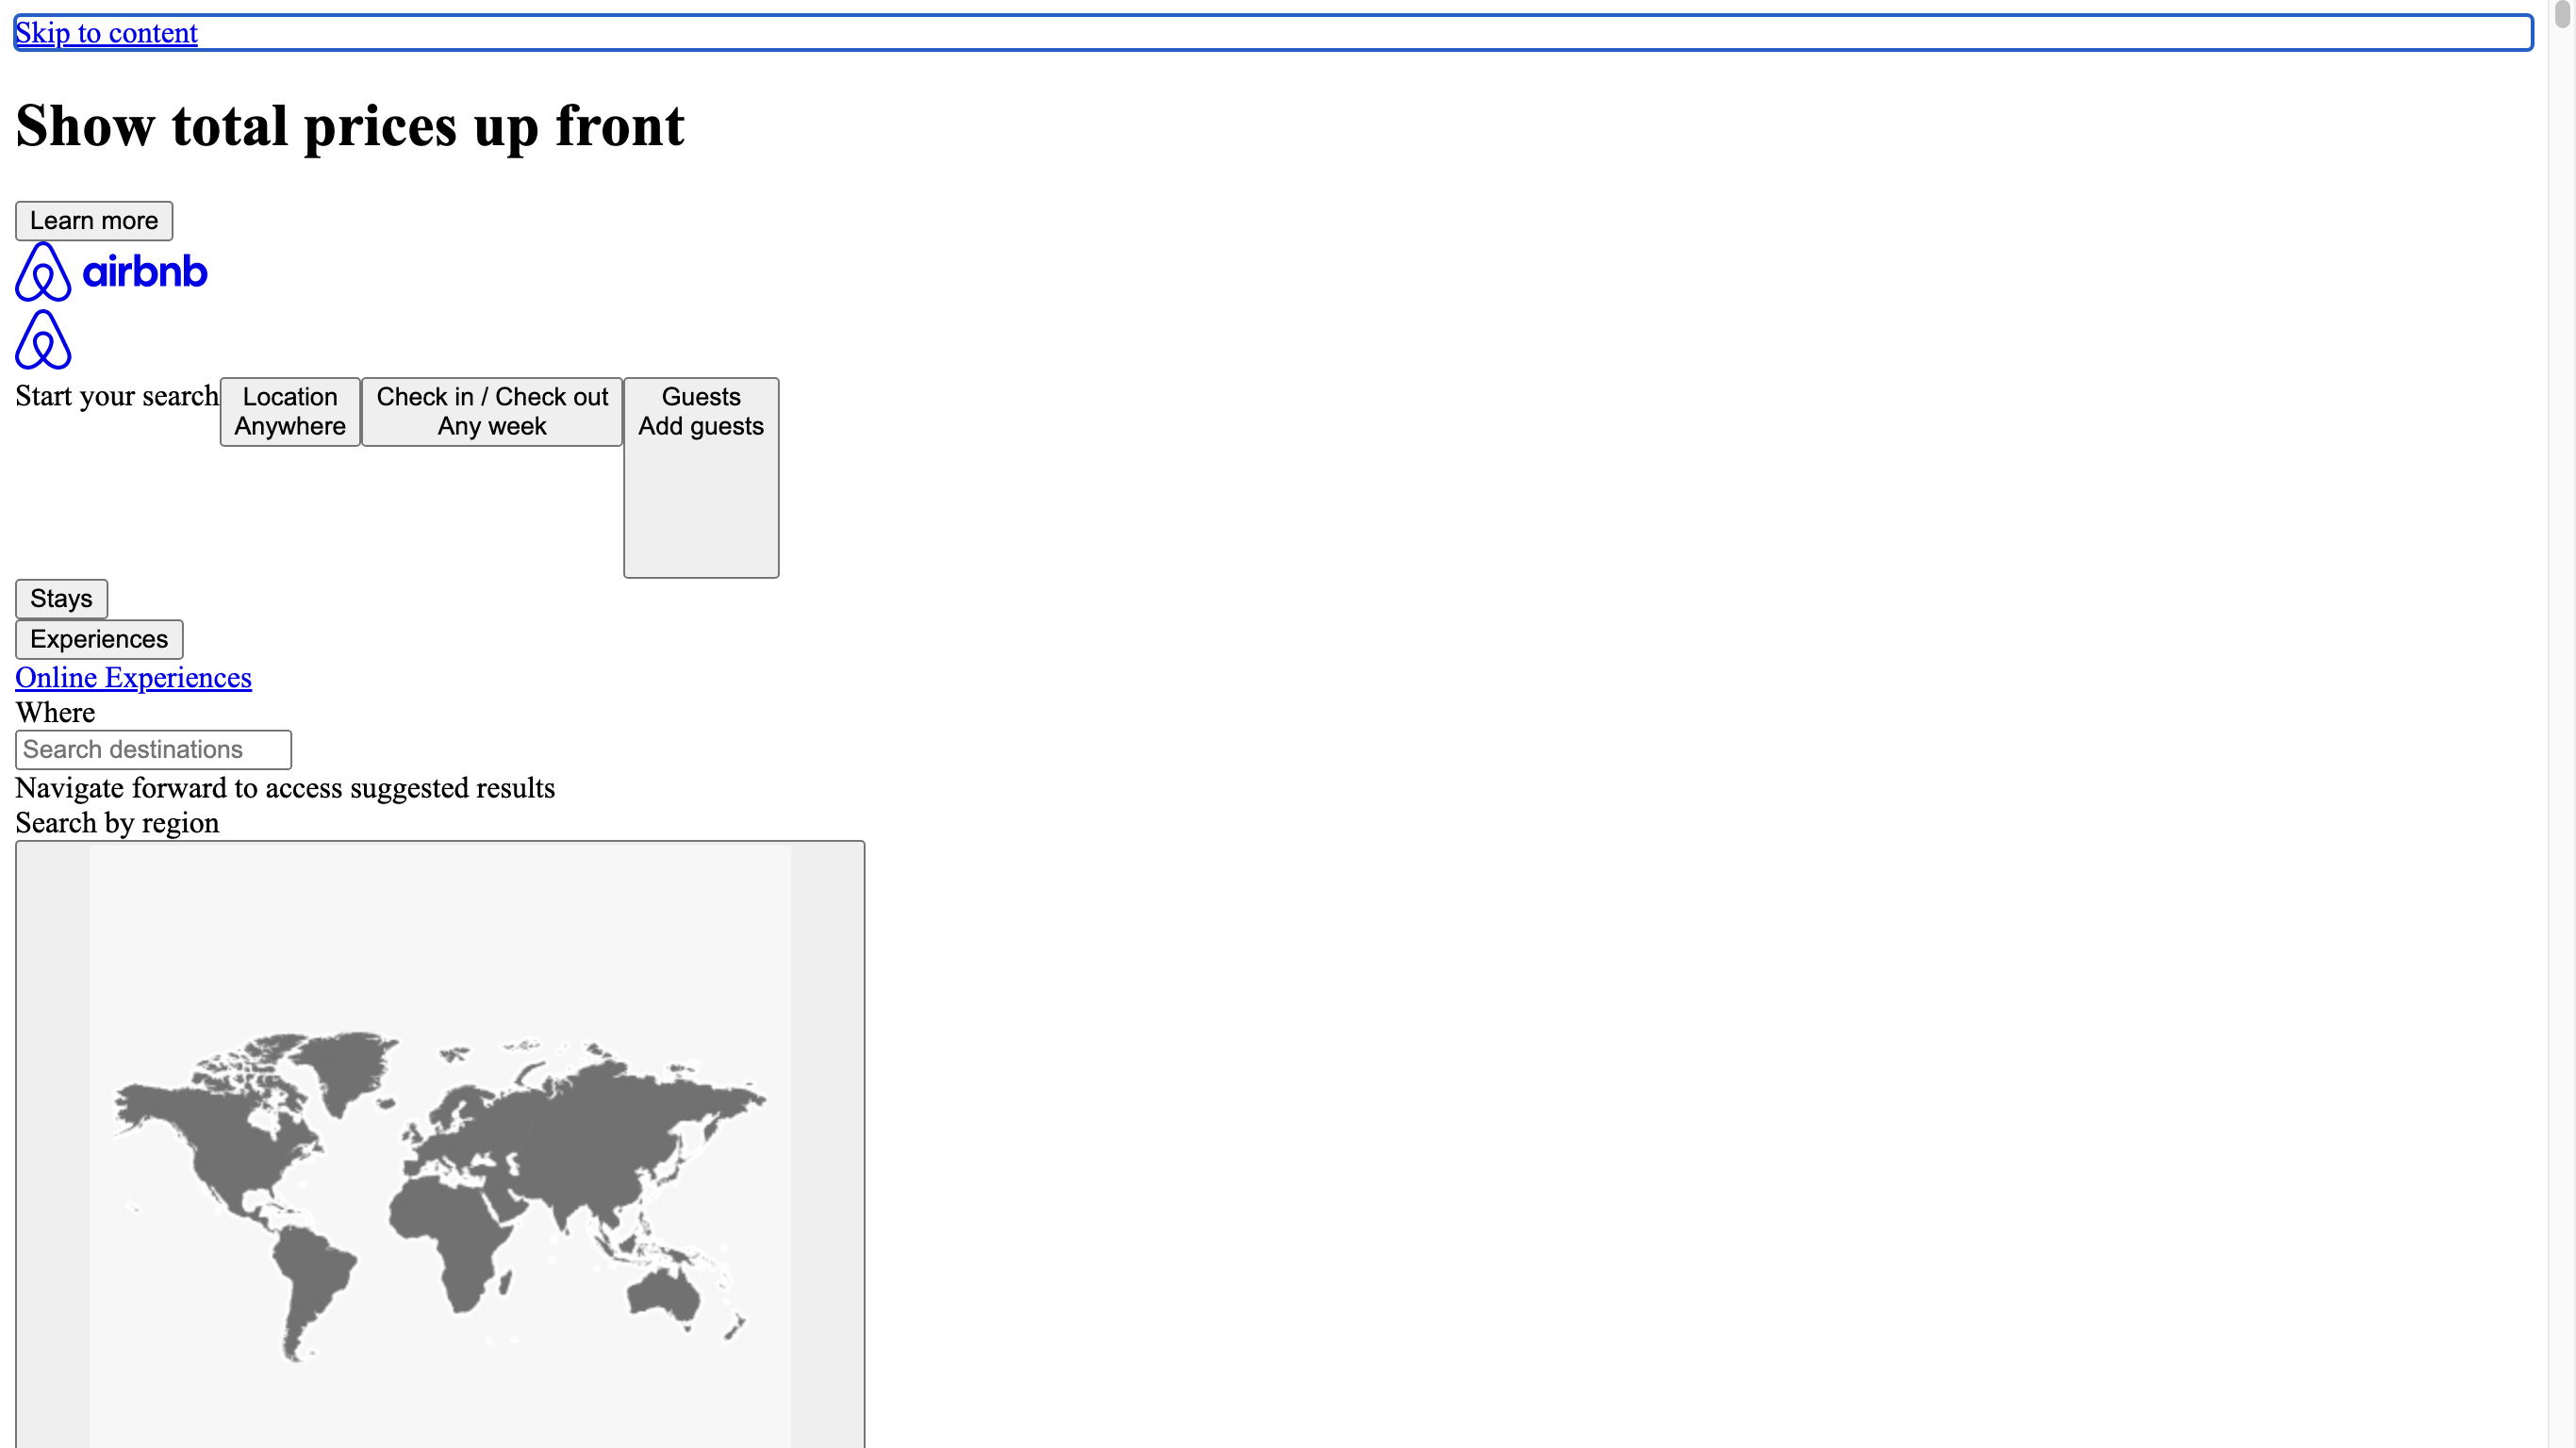 Skip to content
Show total prices up front
Learn more
airbnb
Start your search
Location
Anywhere
Check in / Check out
Any week
Guests
Add guests
Stays
Experiences
Online Experiences
Where
Search destinations
Navigate forward to access suggested results
Search by region